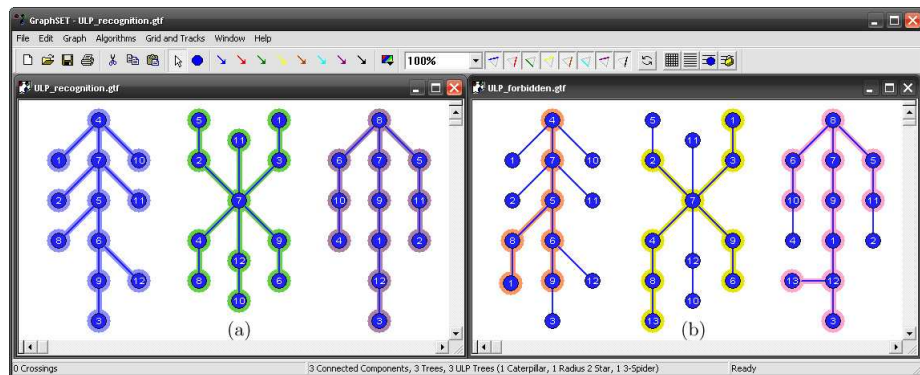 GraphSET - ULP_recognition.gtf
File Edit Graph Algorithms Grid and Tracks Window Help
100%
ULP_recognition.gtf
ULP_forbidden.gtf
4 5 1 8
11
1 7 10 2 3 6 7 5
2 5 11 7 10 9 11
8 6 4 9 4 1 2
12
9 12 8 6 12
10
3 3
(a)
4 5 1 8
11
1 7 10 2 3 6 7 5
2 5 11 7 10 9 11
8 6 4 9 4 1 2
12
1 9 12 8 6 13 12
10
3 13 3
(b)
0 Crossings
3 Connected Components, 3 Trees, 3 ULP Trees (1 Caterpillar, 1 Radius 2 Star, 1 3-Spider)
Ready